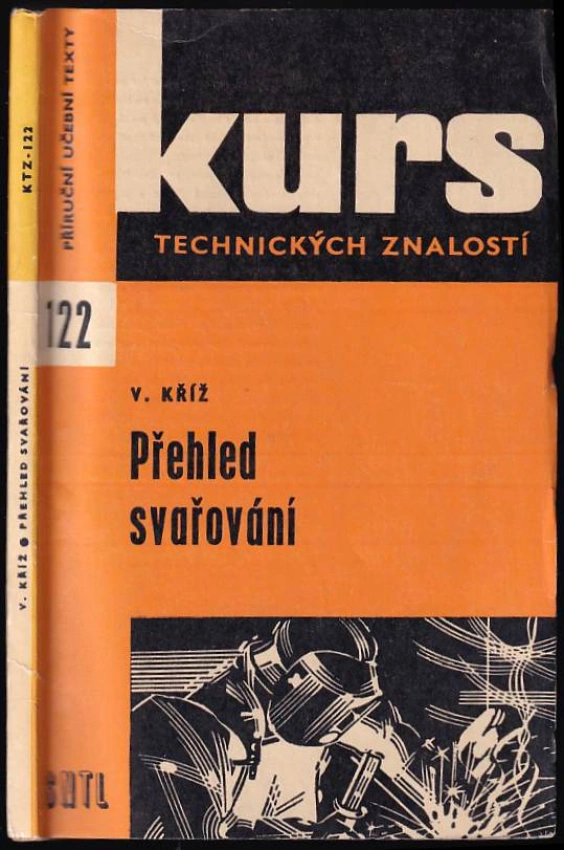 KTZ-122
V. KŘÍŽ ● PŘEHLED SVAŘOVÁNÍ
PŘÍRUČNÍ UČEBNÍ TEXTY
122
SNTL
kurs
TECHNICKÝCH ZNALOSTÍ
V. KŘÍŽ
Přehled
svařování